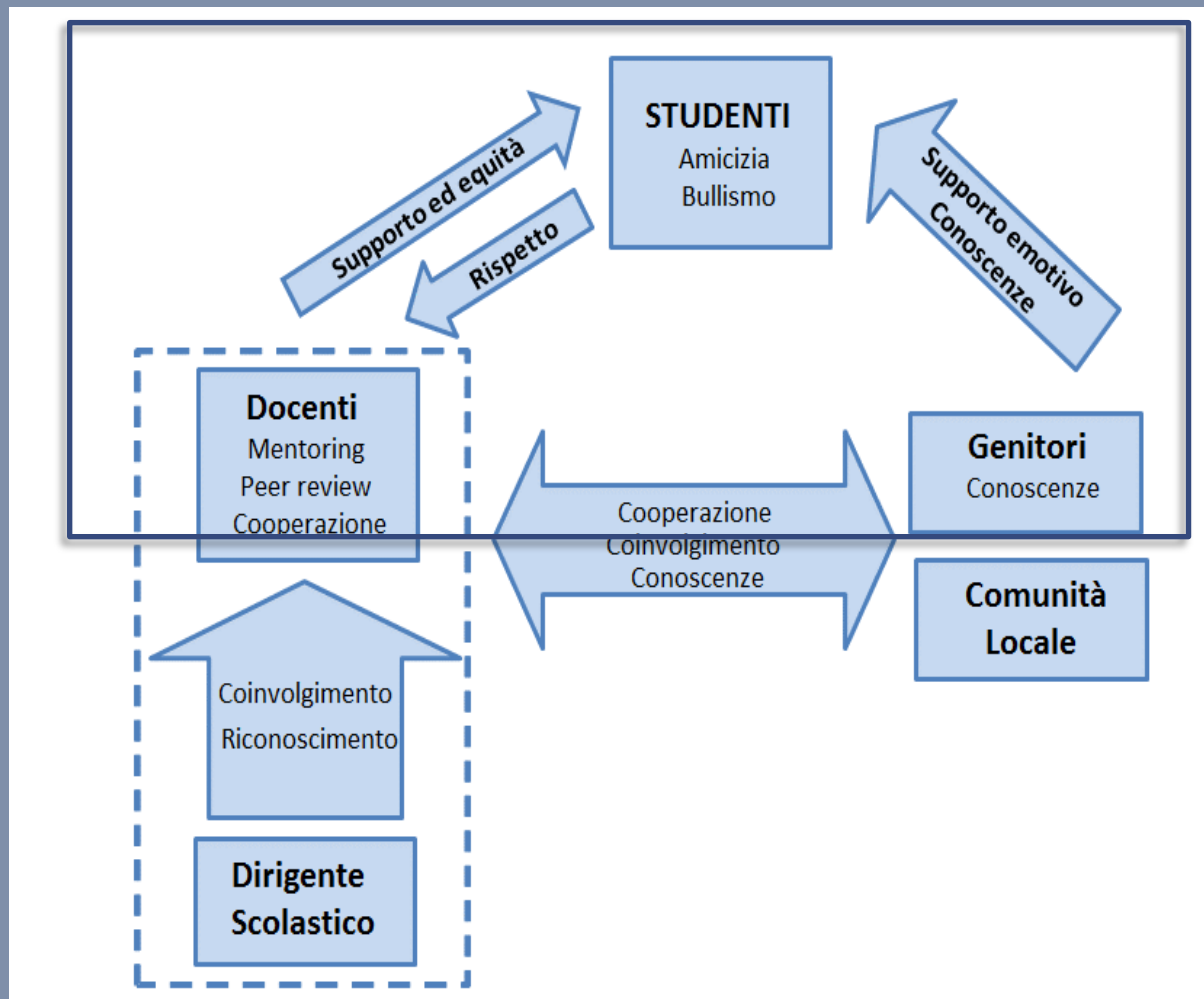 STUDENTI
Amicizia
Bullismo
Supporto ed equità
Rispetto
Supporto emotivo
Conoscenze
Docenti
Mentoring
Peer review
Cooperazione
Cooperazione
Coinvolgimento
Conoscenze
Genitori
Conoscenze
Comunità
Locale
Coinvolgimento
Riconoscimento
Dirigente
Scolastico